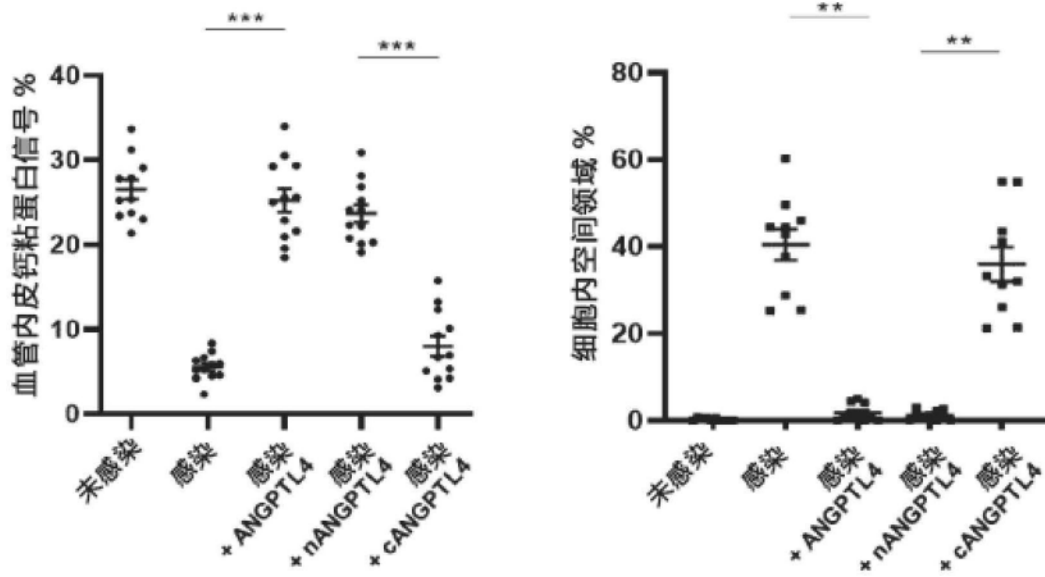 ***
***
血管内皮钙粘蛋白信号 %
40
30
20
10
0
未感染
感染
感染
+ ANGPTL4
感染
+ nANGPTL4
感染
+ cANGPTL4
**
**
细胞内空间领域 %
80
60
40
20
0
未感染
感染
感染
+ ANGPTL4
感染
+ nANGPTL4
感染
+ cANGPTL4